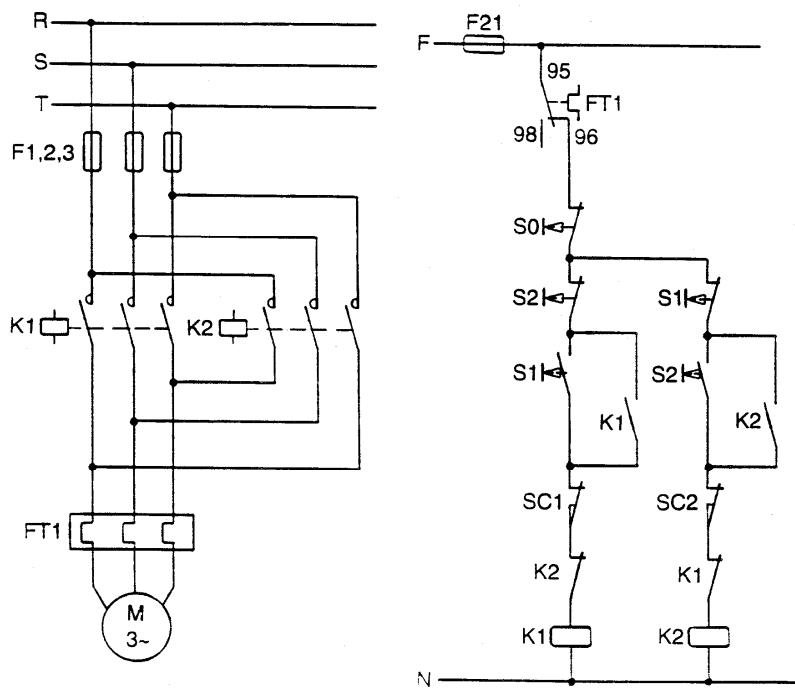 R
S
T
F1,2,3
K1
K2
FT1
M
3~
F
F21
95
FT1
98
96
S0
S2
S1
S1
S2
K1
K2
SC1
SC2
K2
K1
K1
K2
N